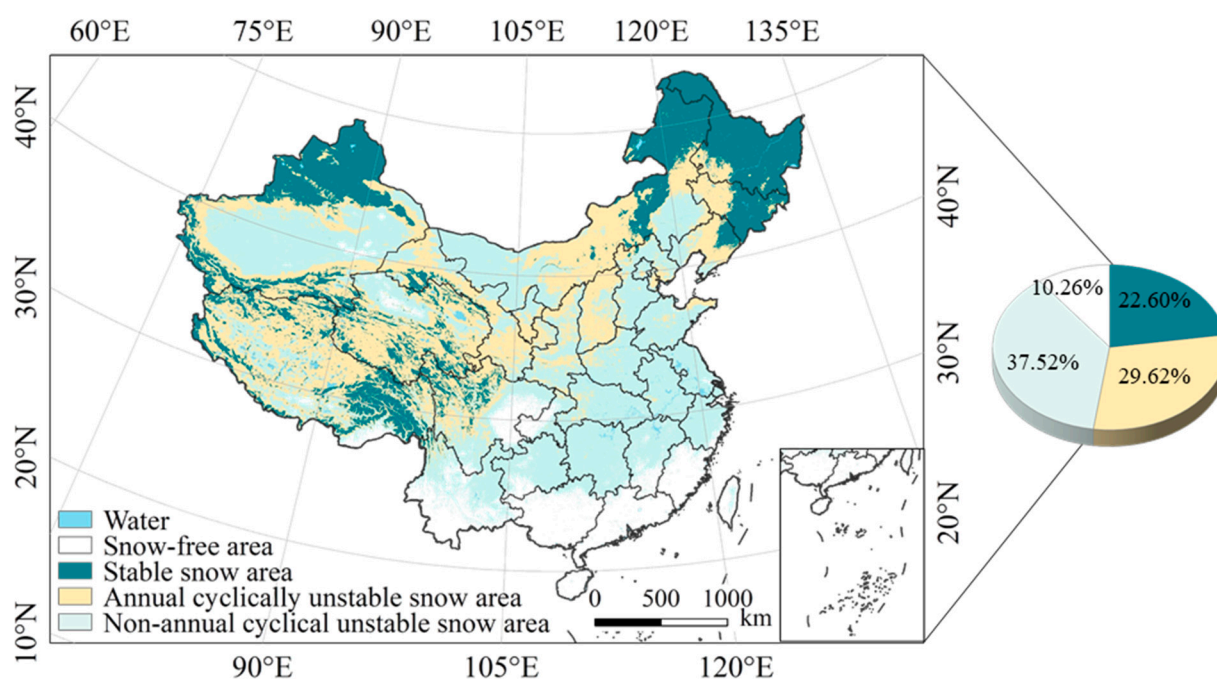 60°E 75°E 90°E 105°E 120°E 135°E
40°N
30°N
20°N
10°N
40°N
30°N
20°N
10.26%
22.60%
37.52%
29.62%
Water
Snow-free area
Stable snow area
Annual cyclically unstable snow area
Non-annual cyclical unstable snow area
0 500 1000
km
90°E 105°E 120°E